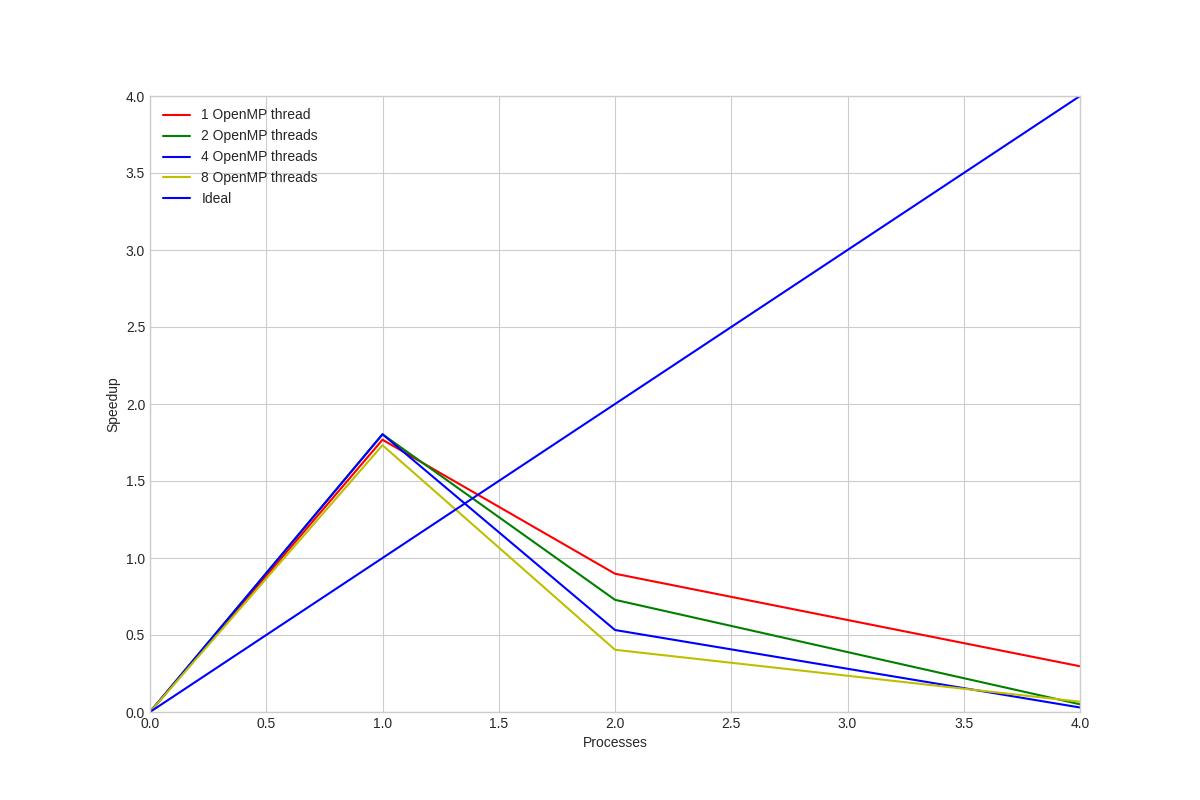 4.0
3.5
3.0
2.5
2.0
1.5
1.0
0.5
0.0
Speedup
1 OpenMP thread
2 OpenMP threads
4 OpenMP threads
8 OpenMP threads
Ideal
0.0 0.5 1.0 1.5 2.0 2.5 3.0 3.5 4.0
Processes